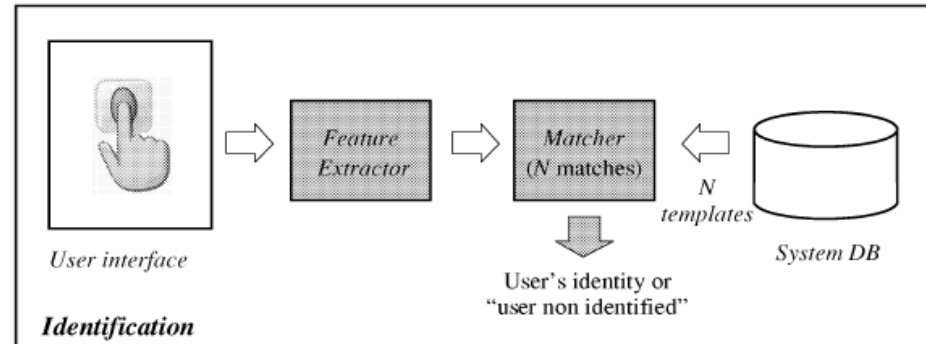 Feature
Extractor
Matcher
(N matches)
N
templates
User interface
System DB
User's identity or
“user non identified”
Identification